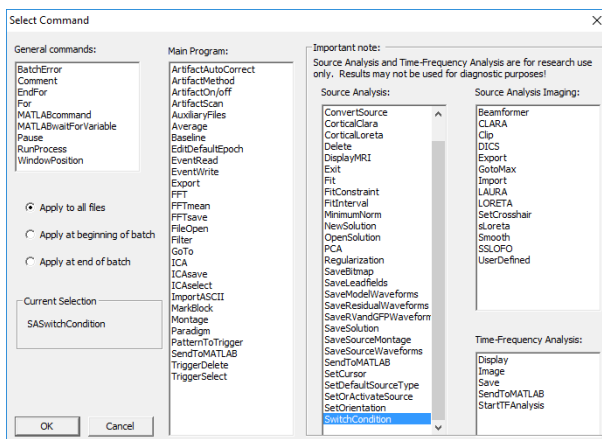 Select Command
General commands:
BatchError
Comment
EndFor
For
MATLABcommand
MATLABwaitForVariable
Pause
RunProcess
WindowPosition
Apply to all files
Apply at beginning of batch
Apply at end of batch
Current Selection
SASwitchCondition
OK
Cancel
Main Program:
ArtifactAutoCorrect
ArtifactMethod
ArtifactOn/off
ArtifactScan
AuxiliaryFiles
Average
Baseline
EditDefaultEpoch
EventRead
EventWrite
Export
FFT
FFTmean
FFTsave
FileOpen
Filter
GoTo
ICA
ICAsave
ICAselect
ImportASCII
MarkBlock
Montage
Paradigm
PatternToTrigger
SendToMATLAB
TriggerDelete
TriggerSelect
Important note:
Source Analysis and Time-Frequency Analysis are for research use
only. Results may not be used for diagnostic purposes!
Source Analysis:
ConvertSource
CorticalClara
CorticalLoreta
Delete
DisplayMRI
Exit
Fit
FitConstraint
FitInterval
MinimumNorm
NewSolution
OpenSolution
PCA
Regularization
SaveBitmap
SaveLeadfields
SaveModelWaveforms
SaveResidualWaveforms
SaveRVandGFPWaveform
SaveSolution
SaveSourceMontage
SaveSourceWaveforms
SendToMATLAB
SetCursor
SetDefaultSourceType
SetOrActivateSource
SetOrientation
SwitchCondition
Source Analysis Imaging:
Beamformer
CLARA
Clip
DICS
Export
GotoMax
Import
LAURA
LORETA
SetCrosshair
sLoreta
Smooth
SSLOFO
UserDefined
Time-Frequency Analysis:
Display
Image
Save
SendToMATLAB
StartTFAnalysis